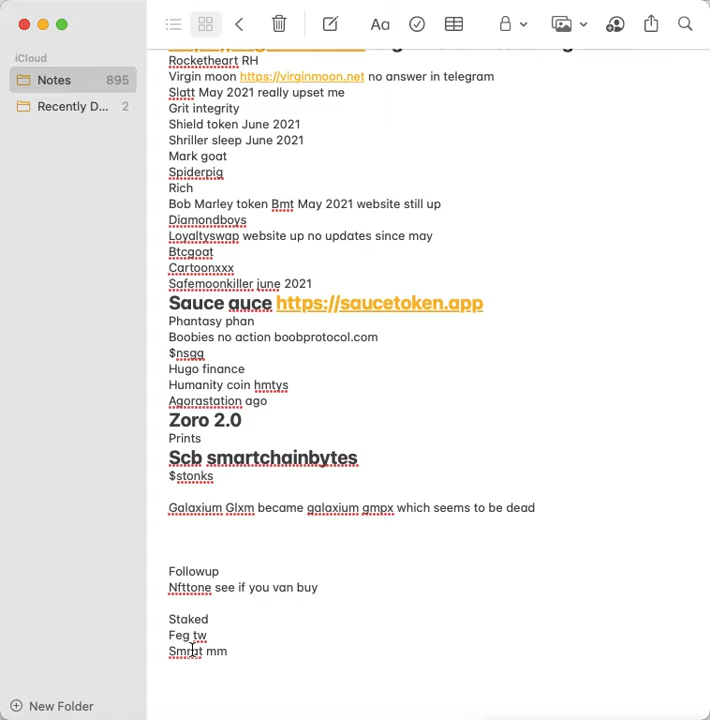 iCloud
Notes 895
Recently D... 2
New Folder
Aa
Rocketheart RH
Virgin moon https://virginmoon.net no answer in telegram
Slatt May 2021 really upset me
Grit integrity
Shield token June 2021
Shriller sleep June 2021
Mark goat
Spiderpig
Rich
Bob Marley token Bmt May 2021 website still up
Diamondboys
Loyaltyswap website up no updates since may
Btcgoat
Cartoonxxx
Safemoonkiller june 2021
Sauce auce https://saucetoken.app
Phantasy phan
Boobies no action boobprotocol.com
$nsgg
Hugo finance
Humanity coin hmtys
Agorastation ago
Zoro 2.0
Prints
Scb smartchainbytes
$stonks
Galaxium Glxm became galaxium gmpx which seems to be dead
Followup
Nfttone see if you van buy
Staked
Feg tw
Smrat mm